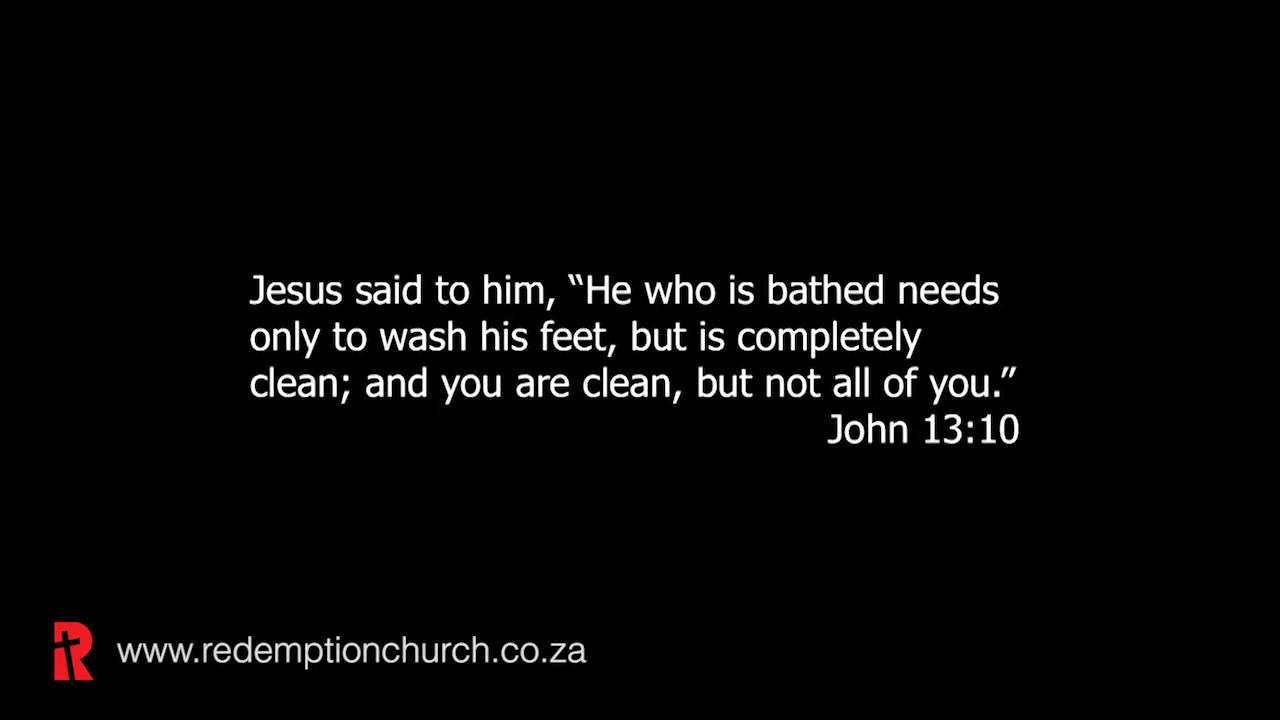 Jesus said to him, “He who is bathed needs
only to wash his feet, but is completely
clean; and you are clean, but not all of you.”
John 13:10
www.redemptionchurch.co.za